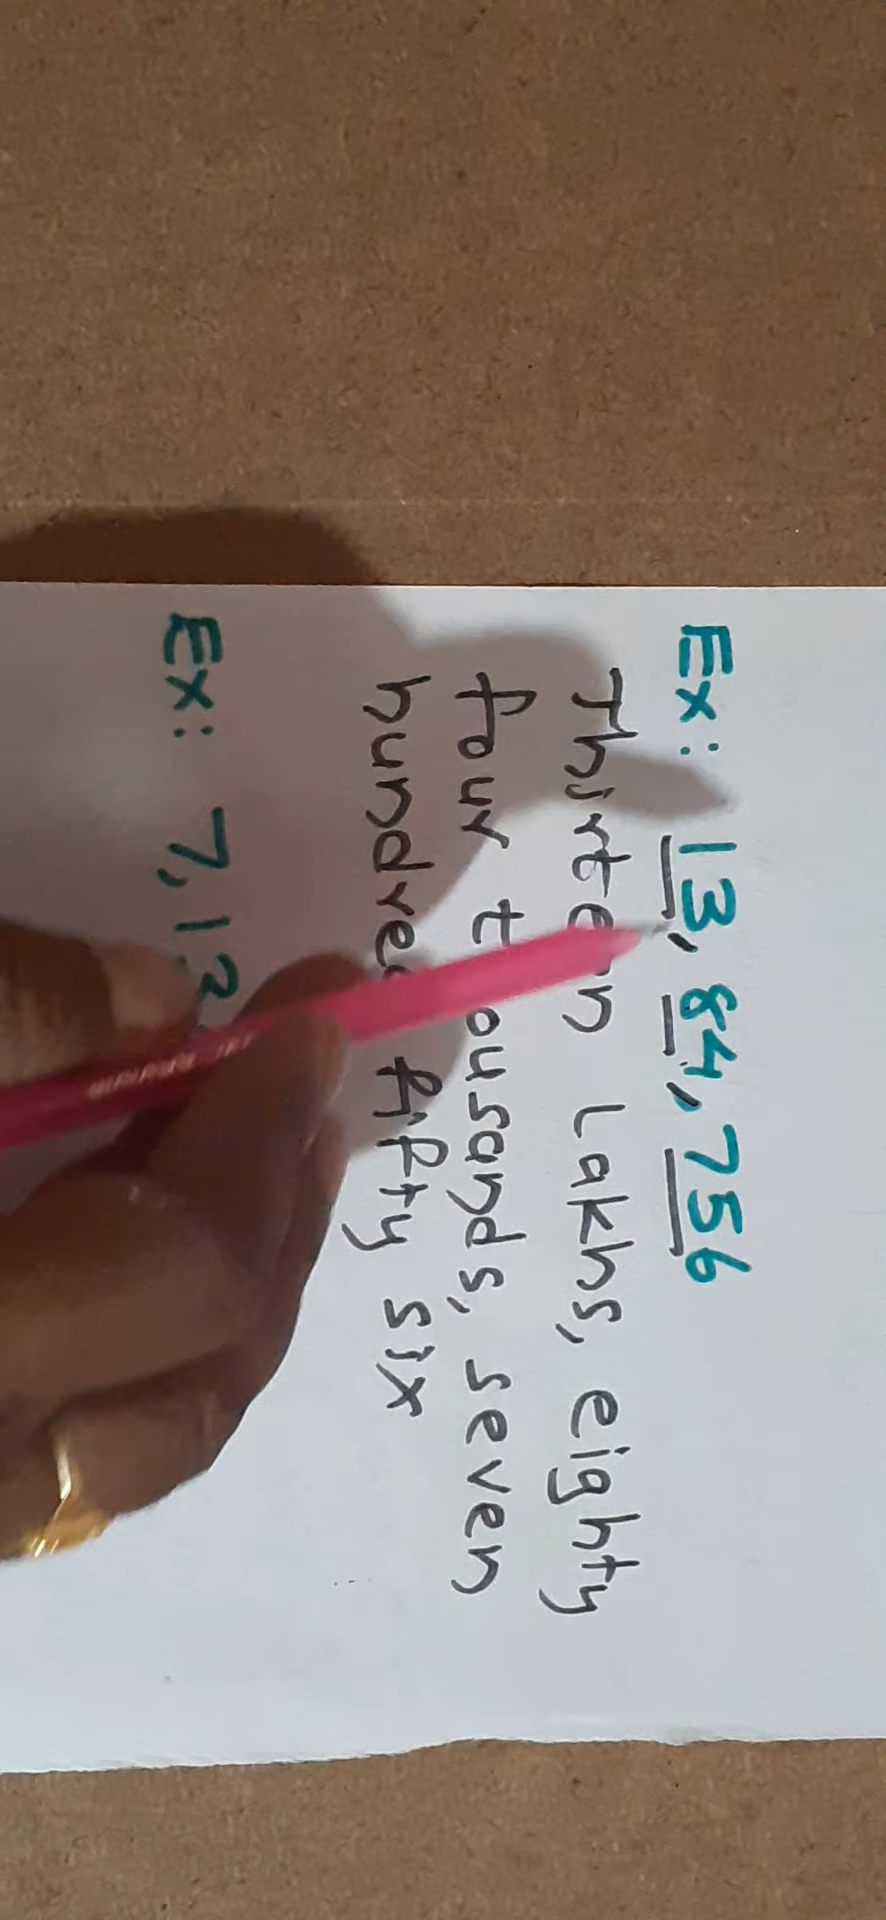 Ex: 13, 84, 756
Thirteen Lakhs, eighty
four thousands, seven
hundred fifty six
Ex: 7,13